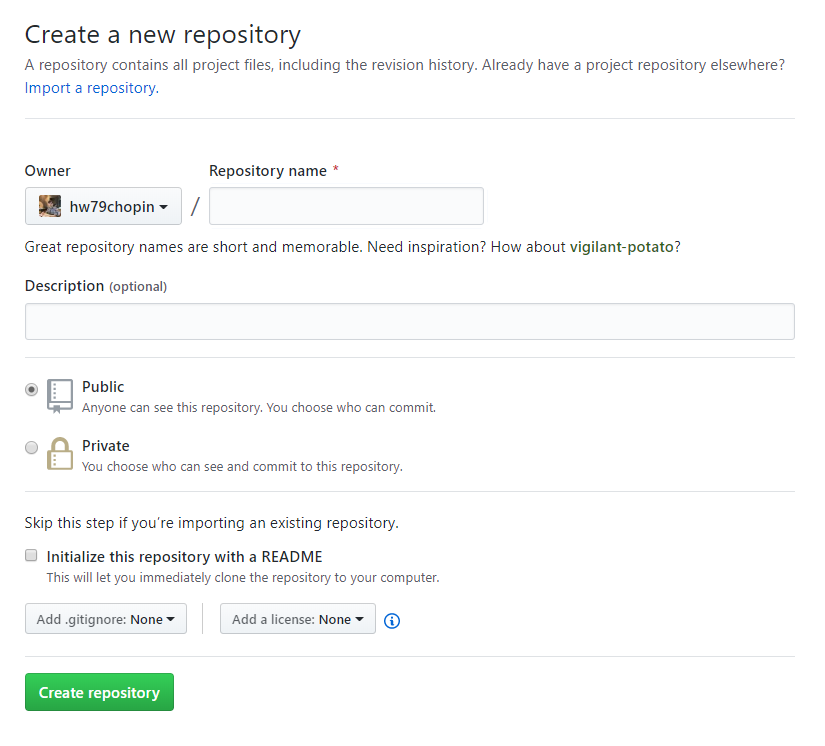 Create a new repository
A repository contains all project files, including the revision history. Already have a project repository elsewhere?
Import a repository.
Owner
Repository name *
hw79chopin /
Great repository names are short and memorable. Need inspiration? How about vigilant-potato?
Description (optional)
Public
Anyone can see this repository. You choose who can commit.
Private
You choose who can see and commit to this repository.
Skip this step if you're importing an existing repository.
Initialize this repository with a README
This will let you immediately clone the repository to your computer.
Add .gitignore: None
Add a license: None
Create repository